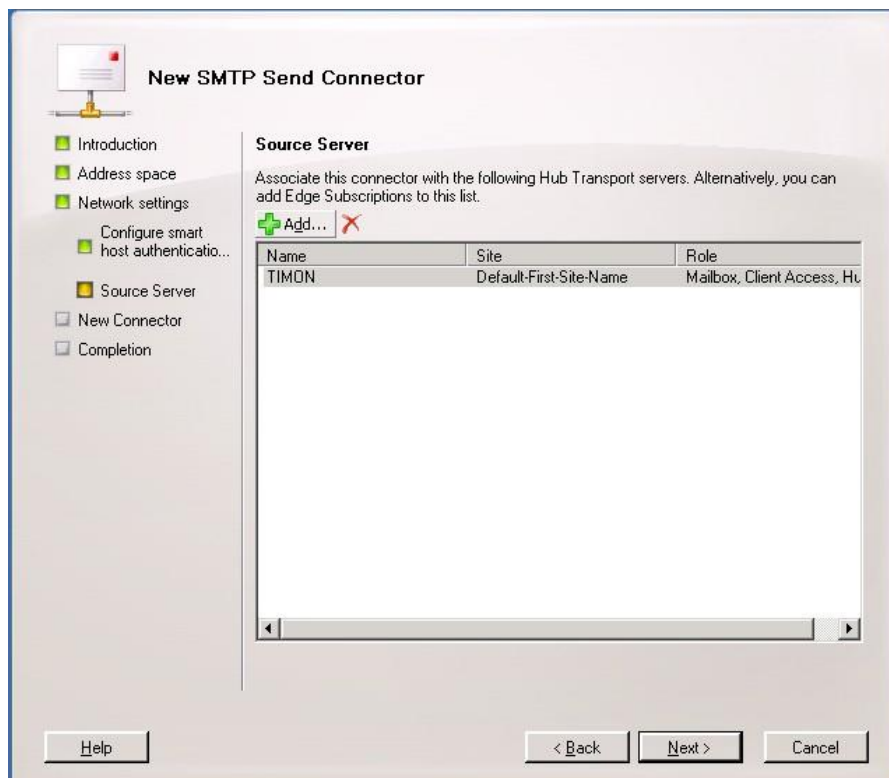 New SMTP Send Connector
Introduction
Address space
Network settings
Configure smart
host authenticatio...
Source Server
New Connector
Completion
Source Server
Associate this connector with the following Hub Transport servers. Alternatively, you can
add Edge Subscriptions to this list.
Add...
Name Site Role
TIMON Default-First-Site-Name Mailbox, Client Access, Hu
Help < Back Next > Cancel